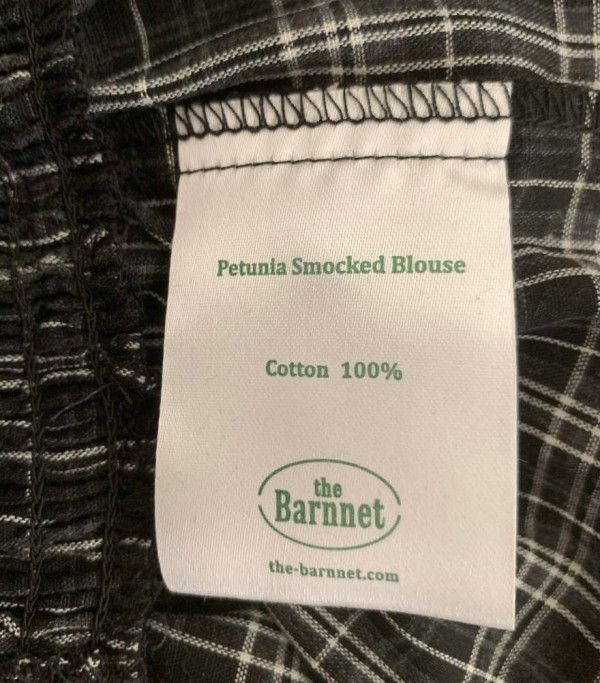 Petunia Smocked Blouse
Cotton 100%
the
Barnnet
the-barnnet.com